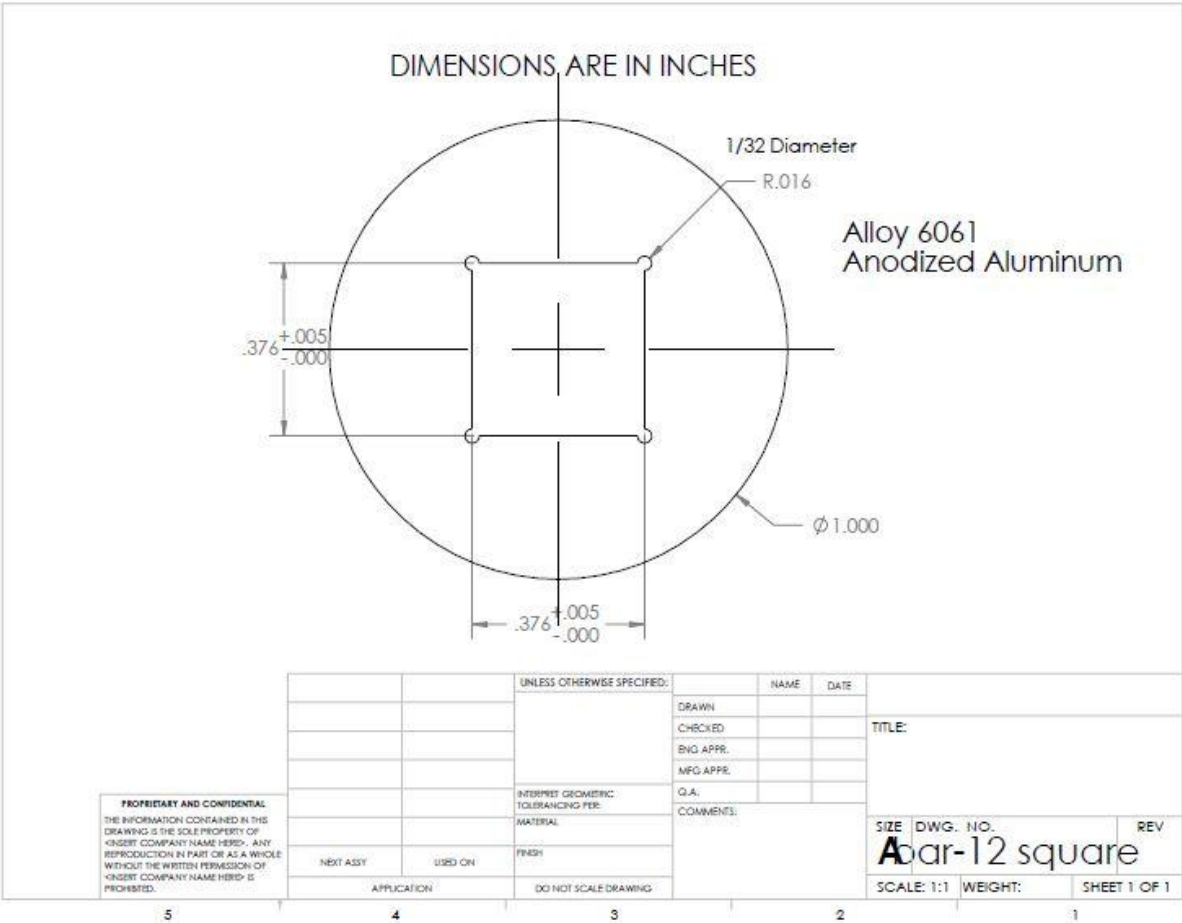 DIMENSIONS ARE IN INCHES
1/32 Diameter
R.016
Alloy 6061
Anodized Aluminum
.376 +.005
-.000
∅1.000
.376 +.005
-.000
UNLESS OTHERWISE SPECIFIED:
NAME
DATE
DRAWN
CHECKED
ENG APPR.
MFG APPR.
Q.A.
COMMENTS:
TITLE:
INTERPRET GEOMETRIC
TOLERANCING PER:
MATERIAL
FINISH
NEXT ASSY
USED ON
APPLICATION
DO NOT SCALE DRAWING
PROPRIETARY AND CONFIDENTIAL
THE INFORMATION CONTAINED IN THIS
DRAWING IS THE SOLE PROPERTY OF
<INSERT COMPANY NAME HERE>. ANY
REPRODUCTION IN PART OR AS A WHOLE
WITHOUT THE WRITTEN PERMISSION OF
<INSERT COMPANY NAME HERE> IS
PROHIBITED.
SIZE
DWG. NO.
REV
A
bar-12 square
SCALE: 1:1
WEIGHT:
SHEET 1 OF 1
5
4
3
2
1